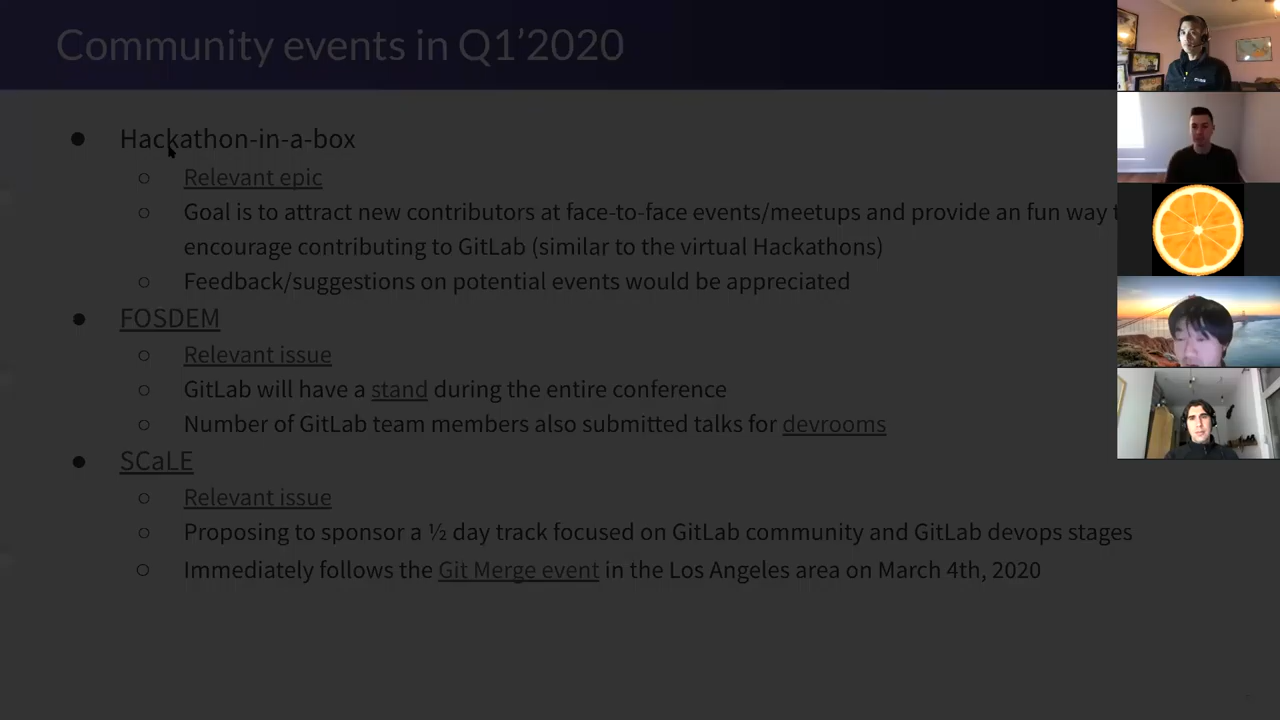 Community events in Q1’2020
● Hackathon-in-a-box
○ Relevant epic
○ Goal is to attract new contributors at face-to-face events/meetups and provide an fun way t
encourage contributing to GitLab (similar to the virtual Hackathons)
○ Feedback/suggestions on potential events would be appreciated
● FOSDEM
○ Relevant issue
○ GitLab will have a stand during the entire conference
○ Number of GitLab team members also submitted talks for devrooms
● SCaLE
○ Relevant issue
○ Proposing to sponsor a ½ day track focused on GitLab community and GitLab devops stages
○ Immediately follows the Git Merge event in the Los Angeles area on March 4th, 2020